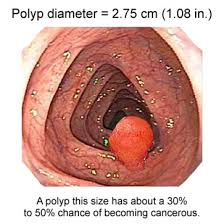 Polyp diameter = 2.75 cm (1.08 in.)
A polyp this size has about a 30%
to 50% chance of becoming cancerous.